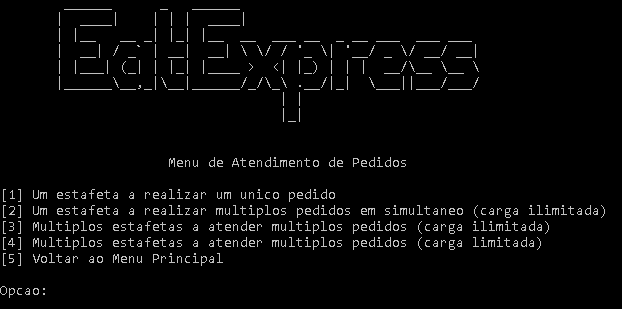 EatExpress
Menu de Atendimento de Pedidos
[1] Um estafeta a realizar um unico pedido
[2] Um estafeta a realizar multiplos pedidos em simultaneo (carga ilimitada)
[3] Multiplos estafetas a atender multiplos pedidos (carga ilimitada)
[4] Multiplos estafetas a atender multiplos pedidos (carga limitada)
[5] Voltar ao Menu Principal
Opcao: